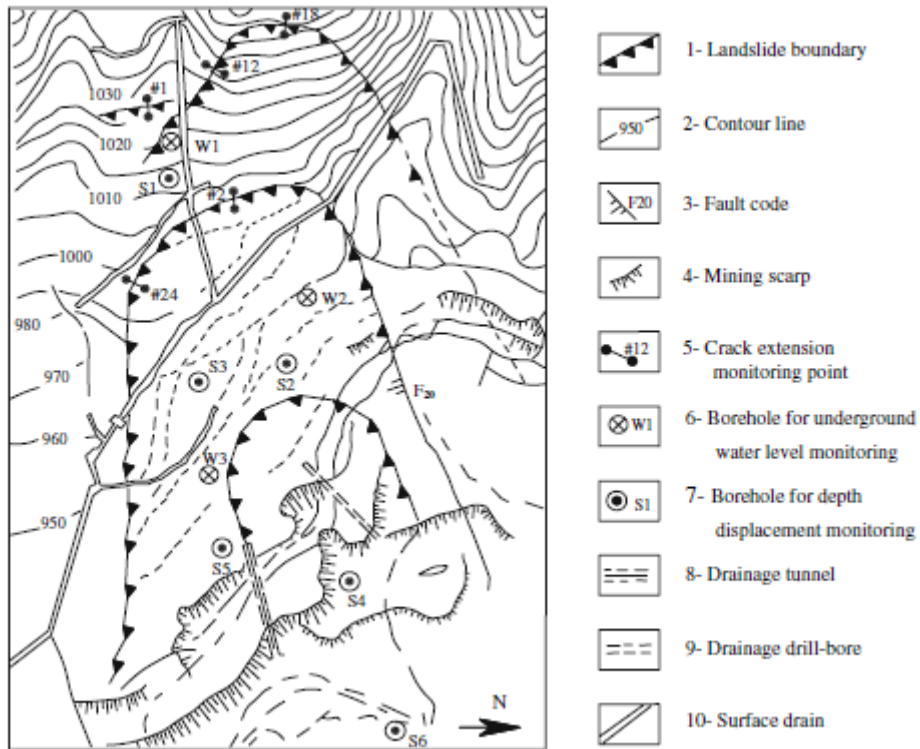 #18
#12
1030
#1
1020
W1
S1
1010
#2
1000
#24
W2
980
S3
S2
970
F20
960
W3
950
S5
S4
N
S6
1- Landslide boundary
950
2- Contour line
F20
3- Fault code
4- Mining scarp
#12
5- Crack extension
monitoring point
W1
6- Borehole for underground
water level monitoring
S1
7- Borehole for depth
displacement monitoring
8- Drainage tunnel
9- Drainage drill-bore
10- Surface drain